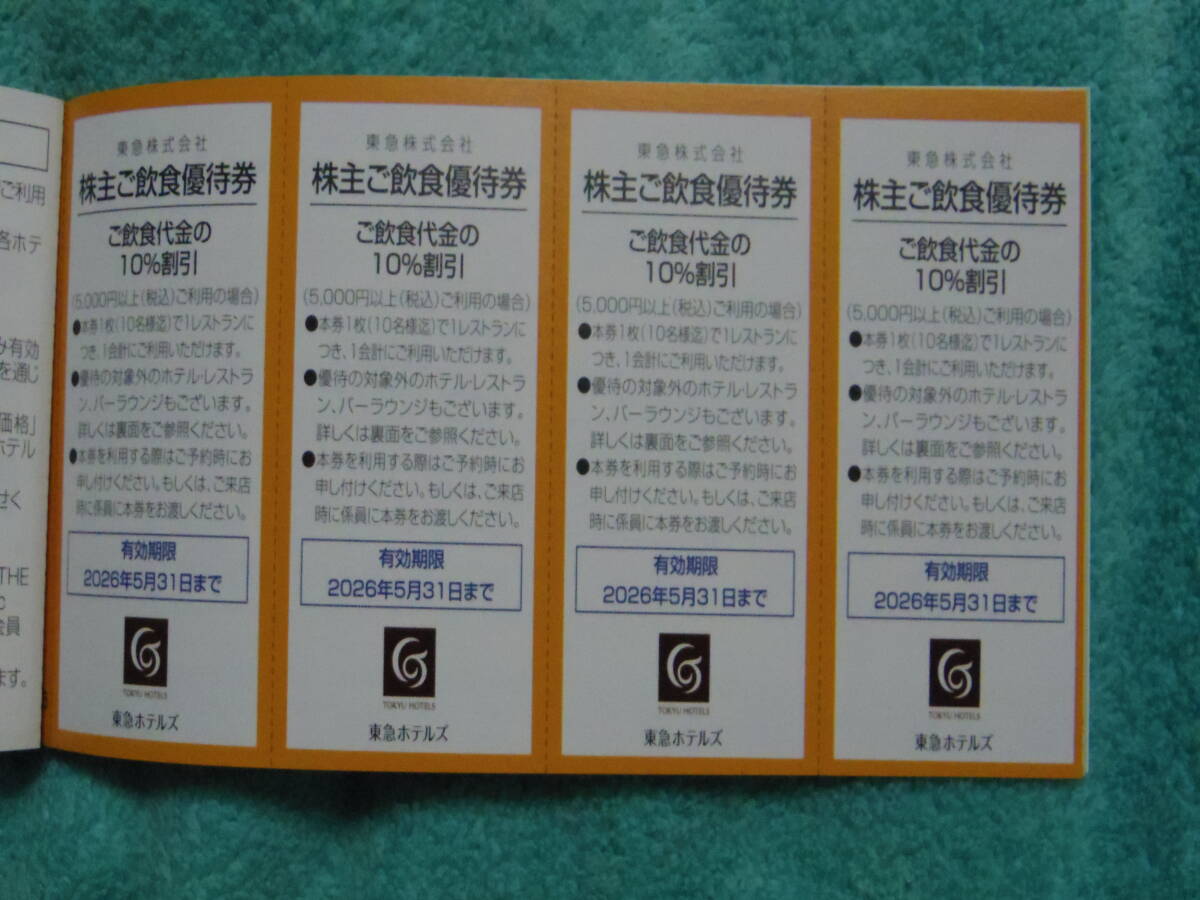 ご利用
各ホテ
み有効
を通じ
価格」
ホテル
せく
THE
会員
ます。
東急株式会社
株主ご飲食優待券
ご飲食代金の
10%割引
(5,000円以上(税込)ご利用の場合)
●本券1枚(10名様迄)で1レストランに
つき、1会計にご利用いただけます。
●優待の対象外のホテル・レストラ
ン、バーラウンジもございます。
詳しくは裏面をご参照ください。
●本券を利用する際はご予約時にお
申し付けください。もしくは、ご来店
時に係員に本券をお渡しください。
有効期限
2026年5月31日まで
TOKYU HOTELS
東急ホテルズ
東急株式会社
株主ご飲食優待券
ご飲食代金の
10%割引
(5,000円以上(税込)ご利用の場合)
●本券1枚(10名様迄)で1レストランに
つき、1会計にご利用いただけます。
●優待の対象外のホテル・レストラ
ン、バーラウンジもございます。
詳しくは裏面をご参照ください。
●本券を利用する際はご予約時にお
申し付けください。もしくは、ご来店
時に係員に本券をお渡しください。
有効期限
2026年5月31日まで
TOKYU HOTELS
東急ホテルズ
東急株式会社
株主ご飲食優待券
ご飲食代金の
10%割引
(5,000円以上(税込)ご利用の場合)
●本券1枚(10名様迄)で1レストランに
つき、1会計にご利用いただけます。
●優待の対象外のホテル・レストラ
ン、バーラウンジもございます。
詳しくは裏面をご参照ください。
●本券を利用する際はご予約時にお
申し付けください。もしくは、ご来店
時に係員に本券をお渡しください。
有効期限
2026年5月31日まで
TOKYU HOTELS
東急ホテルズ
東急株式会社
株主ご飲食優待券
ご飲食代金の
10%割引
(5,000円以上(税込)ご利用の場合)
●本券1枚(10名様迄)で1レストランに
つき、1会計にご利用いただけます。
●優待の対象外のホテル・レストラ
ン、バーラウンジもございます。
詳しくは裏面をご参照ください。
●本券を利用する際はご予約時にお
申し付けください。もしくは、ご来店
時に係員に本券をお渡しください。
有効期限
2026年5月31日まで
TOKYU HOTELS
東急ホテルズ